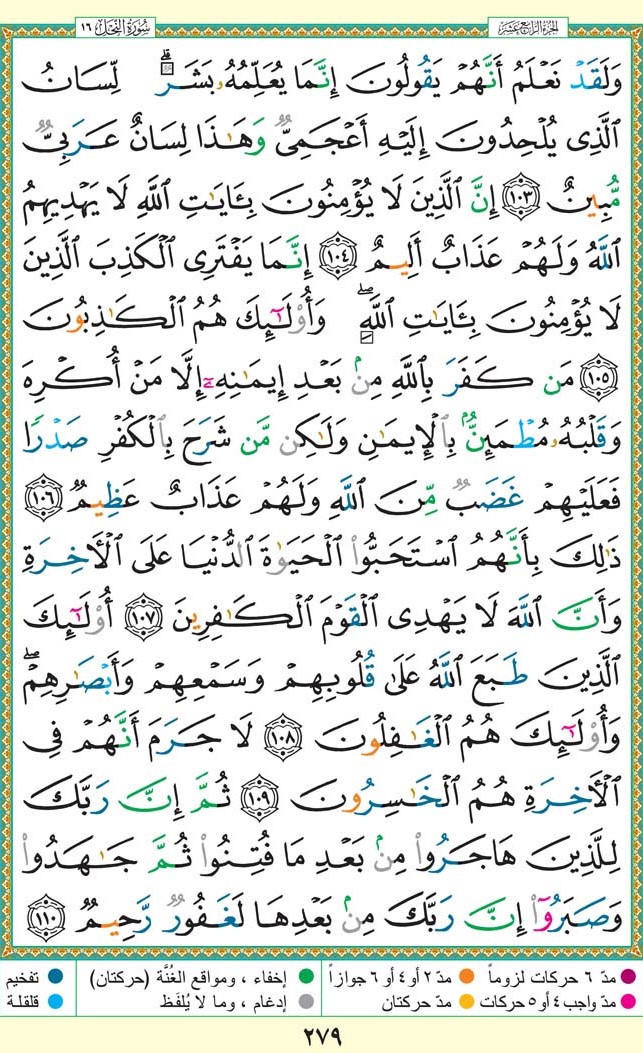 الجزء الرابع عشر
سورة النحل ١٦
وَلَقَدْ نَعْلَمُ أَنَّهُمْ يَقُولُونَ إِنَّمَا يُعَلِّمُهُۥ بَشَرٌ ۗ لِّسَانُ
ٱلَّذِى يُلْحِدُونَ إِلَيْهِ أَعْجَمِىٌّ وَهَٰذَا لِسَانٌ عَرَبِىٌّ
مُّبِينٌ ١٠٣ إِنَّ ٱلَّذِينَ لَا يُؤْمِنُونَ بِـَٔايَٰتِ ٱللَّهِ لَا يَهْدِيهِمُ
ٱللَّهُ وَلَهُمْ عَذَابٌ أَلِيمٌ ١٠٤ إِنَّمَا يَفْتَرِى ٱلْكَذِبَ ٱلَّذِينَ
لَا يُؤْمِنُونَ بِـَٔايَٰتِ ٱللَّهِ ۖ وَأُو۟لَٰٓئِكَ هُمُ ٱلْكَٰذِبُونَ
١٠٥ مَن كَفَرَ بِٱللَّهِ مِنۢ بَعْدِ إِيمَٰنِهِۦٓ إِلَّا مَنْ أُكْرِهَ
وَقَلْبُهُۥ مُطْمَئِنٌّۢ بِٱلْإِيمَٰنِ وَلَٰكِن مَّن شَرَحَ بِٱلْكُفْرِ صَدْرًا
فَعَلَيْهِمْ غَضَبٌ مِّنَ ٱللَّهِ وَلَهُمْ عَذَابٌ عَظِيمٌ ١٠٦
ذَٰلِكَ بِأَنَّهُمُ ٱسْتَحَبُّوا۟ ٱلْحَيَوٰةَ ٱلدُّنْيَا عَلَى ٱلْـَٔاخِرَةِ
وَأَنَّ ٱللَّهَ لَا يَهْدِى ٱلْقَوْمَ ٱلْكَٰفِرِينَ ١٠٧ أُو۟لَٰٓئِكَ
ٱلَّذِينَ طَبَعَ ٱللَّهُ عَلَىٰ قُلُوبِهِمْ وَسَمْعِهِمْ وَأَبْصَٰرِهِمْ ۖ
وَأُو۟لَٰٓئِكَ هُمُ ٱلْغَٰفِلُونَ ١٠٨ لَا جَرَمَ أَنَّهُمْ فِى
ٱلْـَٔاخِرَةِ هُمُ ٱلْخَٰسِرُونَ ١٠٩ ثُمَّ إِنَّ رَبَّكَ
لِلَّذِينَ هَاجَرُوا۟ مِنۢ بَعْدِ مَا فُتِنُوا۟ ثُمَّ جَٰهَدُوا۟
وَصَبَرُوٓا۟ إِنَّ رَبَّكَ مِنۢ بَعْدِهَا لَغَفُورٌ رَّحِيمٌ ١١٠
مدّ ٦ حركات لزوماً مدّ ٢ أو ٤ أو ٦ جوازاً إخفاء ، ومواقع الغُنَّة (حركتان) تفخيم
مدّ واجب ٤ أو ٥ حركات مدّ حركتان إدغام ، وما لا يُلفَظ قلقلة
٢٧٩